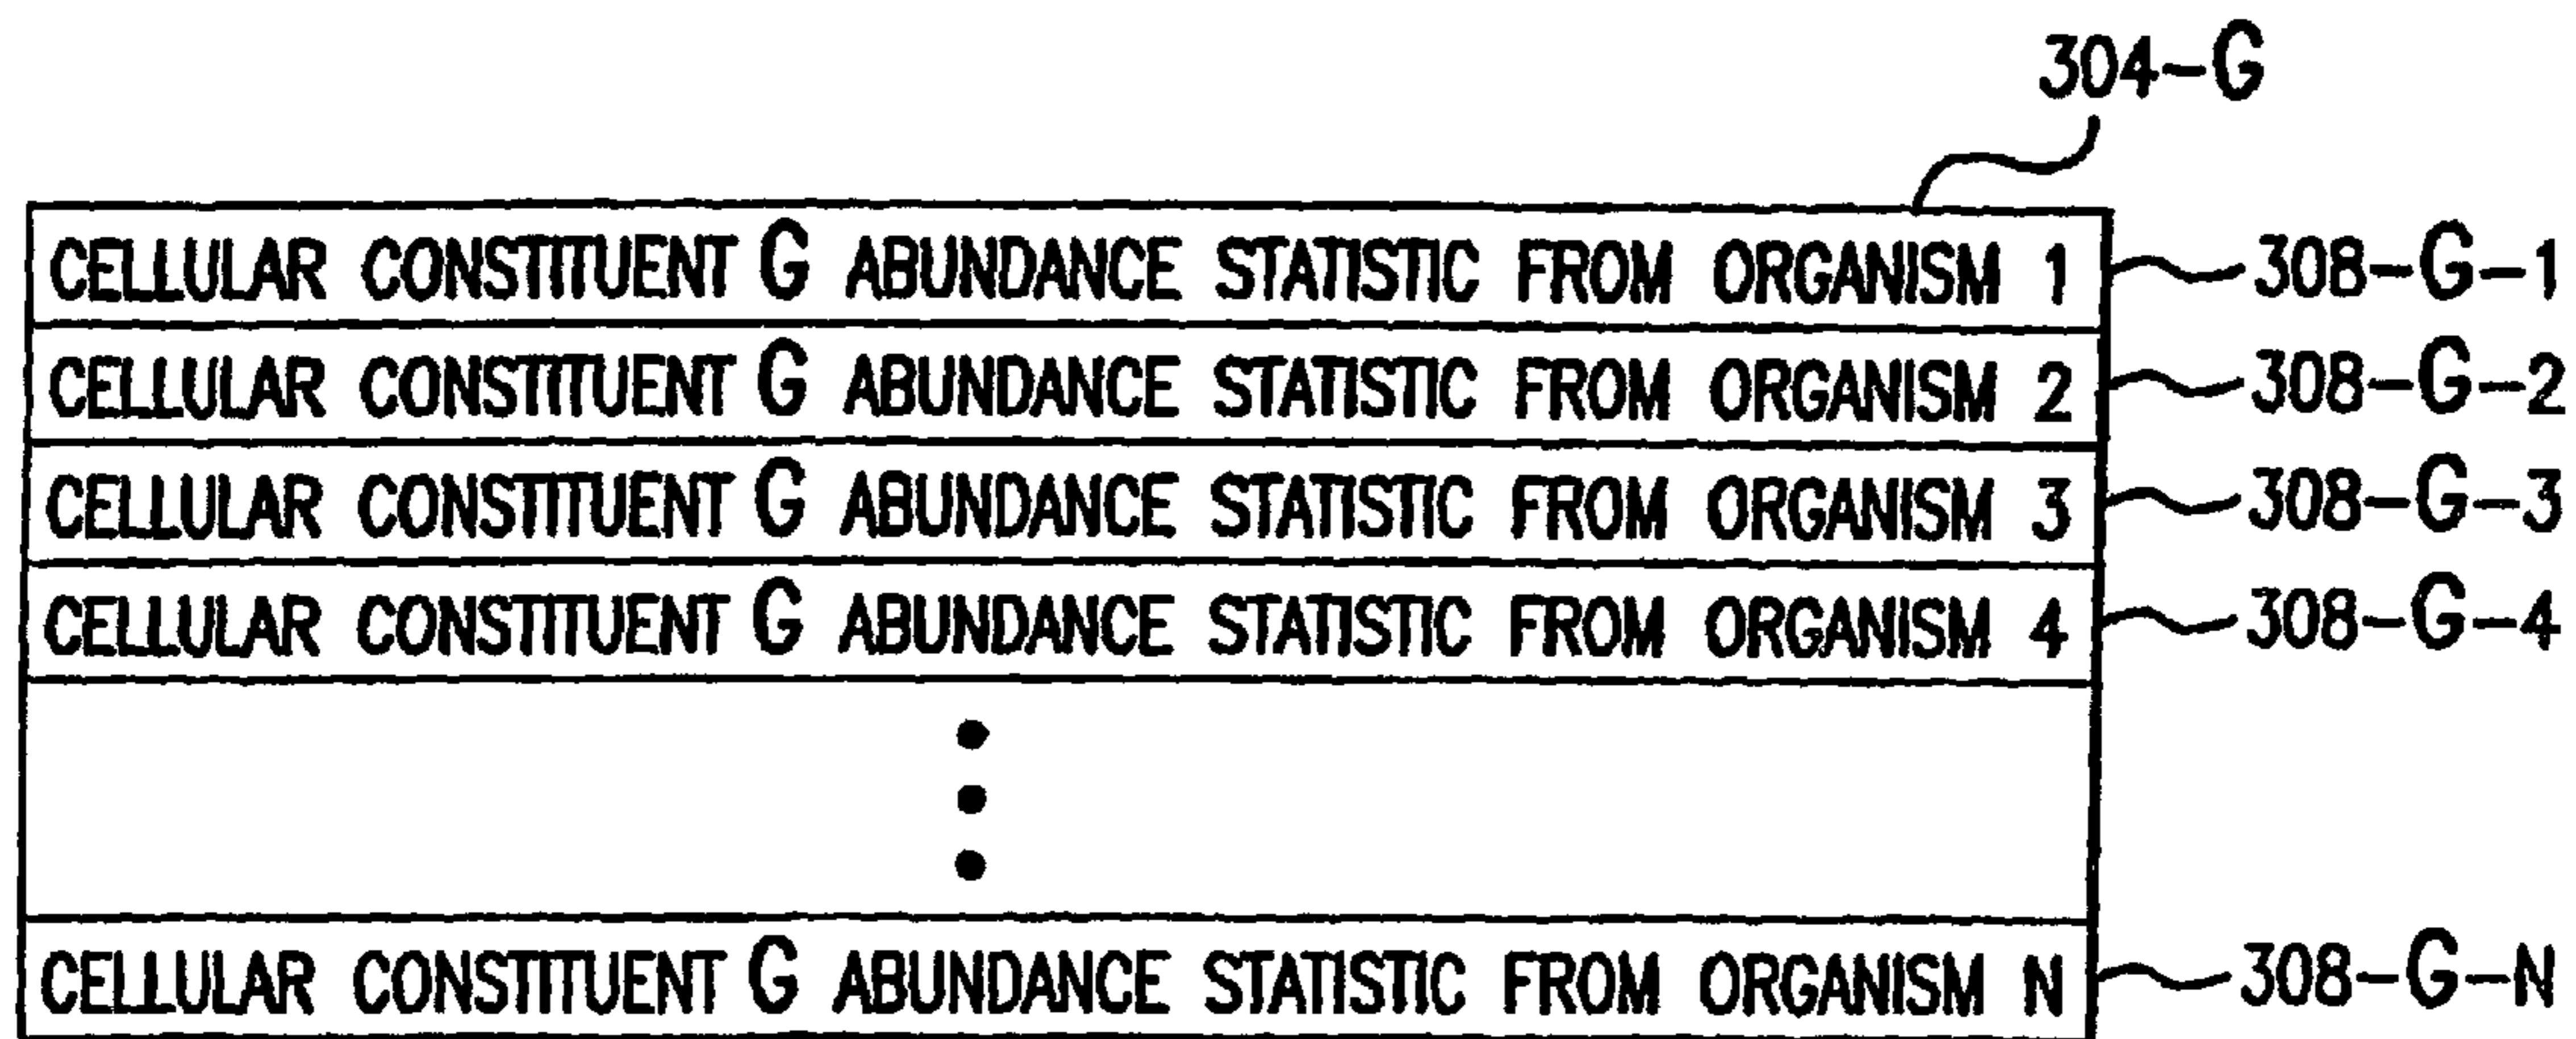 304-G
CELLULAR CONSTITUENT G ABUNDANCE STATISTIC FROM ORGANISM 1 308-G-1
CELLULAR CONSTITUENT G ABUNDANCE STATISTIC FROM ORGANISM 2 308-G-2
CELLULAR CONSTITUENT G ABUNDANCE STATISTIC FROM ORGANISM 3 308-G-3
CELLULAR CONSTITUENT G ABUNDANCE STATISTIC FROM ORGANISM 4 308-G-4
CELLULAR CONSTITUENT G ABUNDANCE STATISTIC FROM ORGANISM N 308-G-N